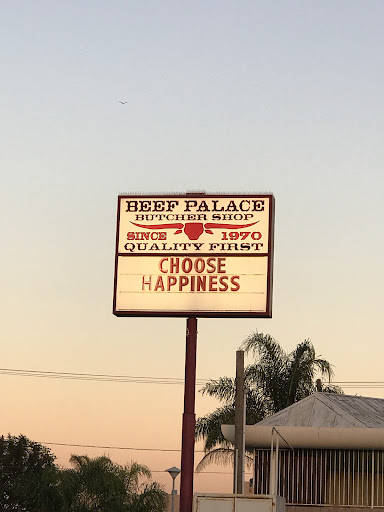 BEEF PALACE
BUTCHER SHOP
SINCE 1970
QUALITY FIRST
CHOOSE
HAPPINESS